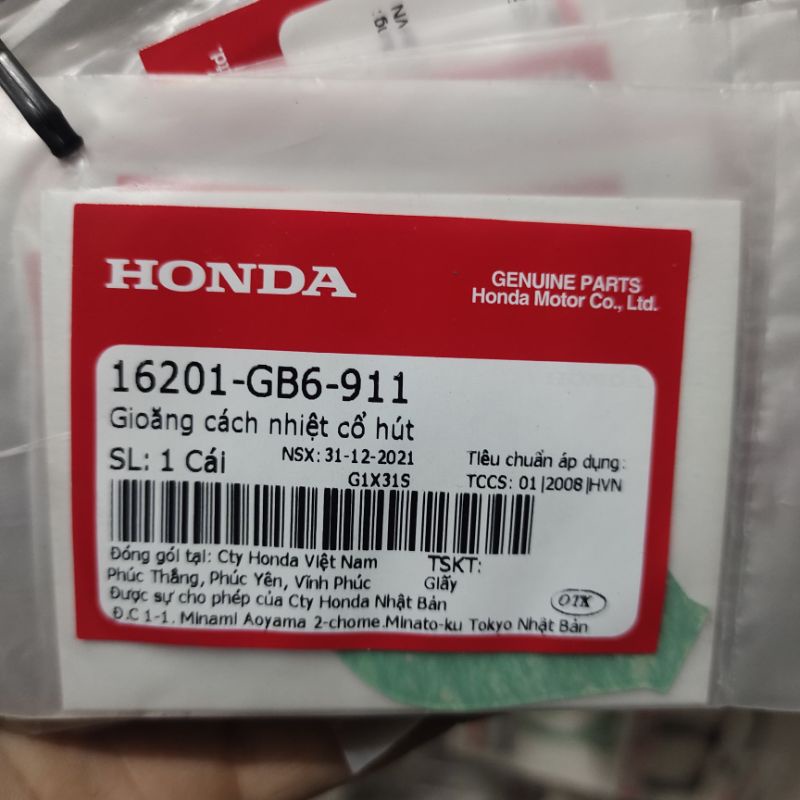 HONDA
GENUINE PARTS
Honda Motor Co., Ltd.
16201-GB6-911
Gioăng cách nhiệt cổ hút
SL: 1 Cái
NSX: 31-12-2021
G1X31S
Tiêu chuẩn áp dụng:
TCCS: 01|2008|HVN
Đóng gói tại: Cty Honda Việt Nam
Phúc Thắng, Phúc Yên, Vĩnh Phúc
TSKT:
Giấy
Được sự cho phép của Cty Honda Nhật Bản
Đ.C 1-1, Minami Aoyama 2-chome.Minato-ku Tokyo Nhật Bản